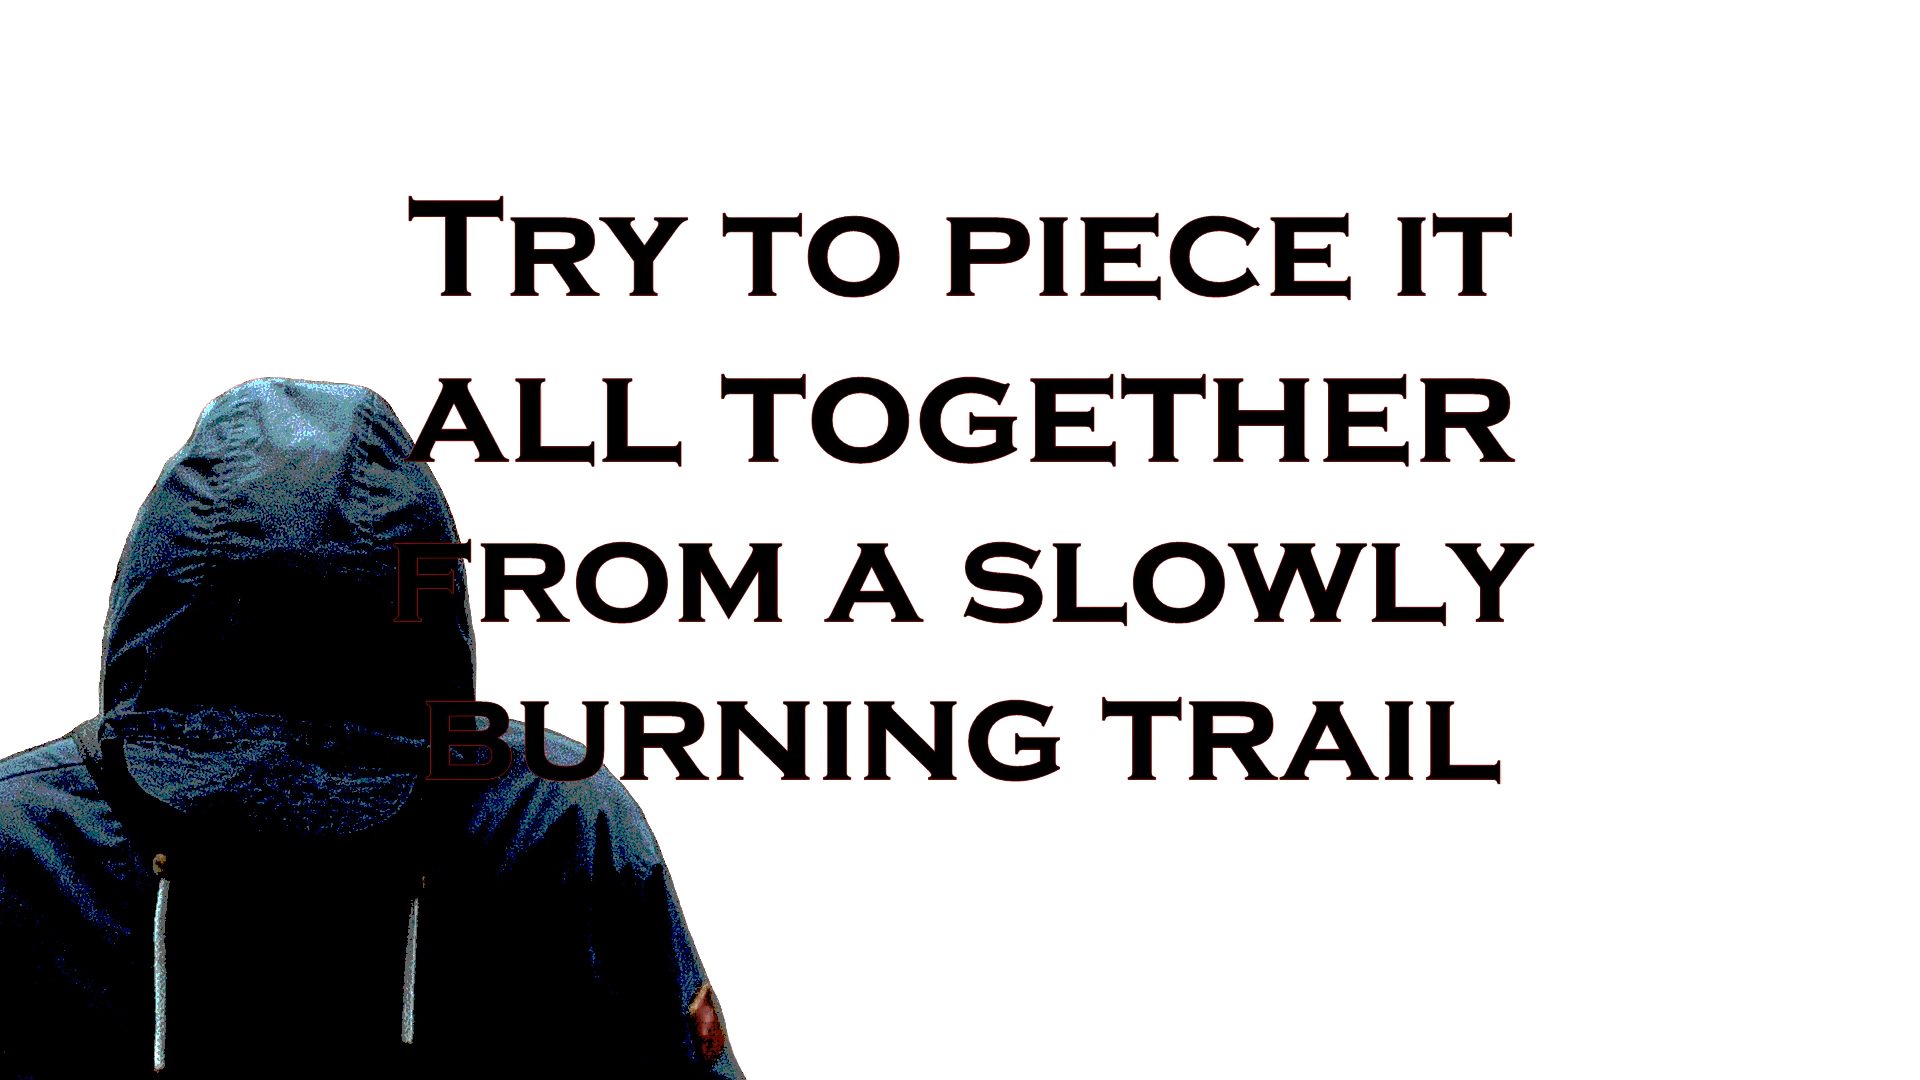 Try to piece it
all together
from a slowly
burning trail